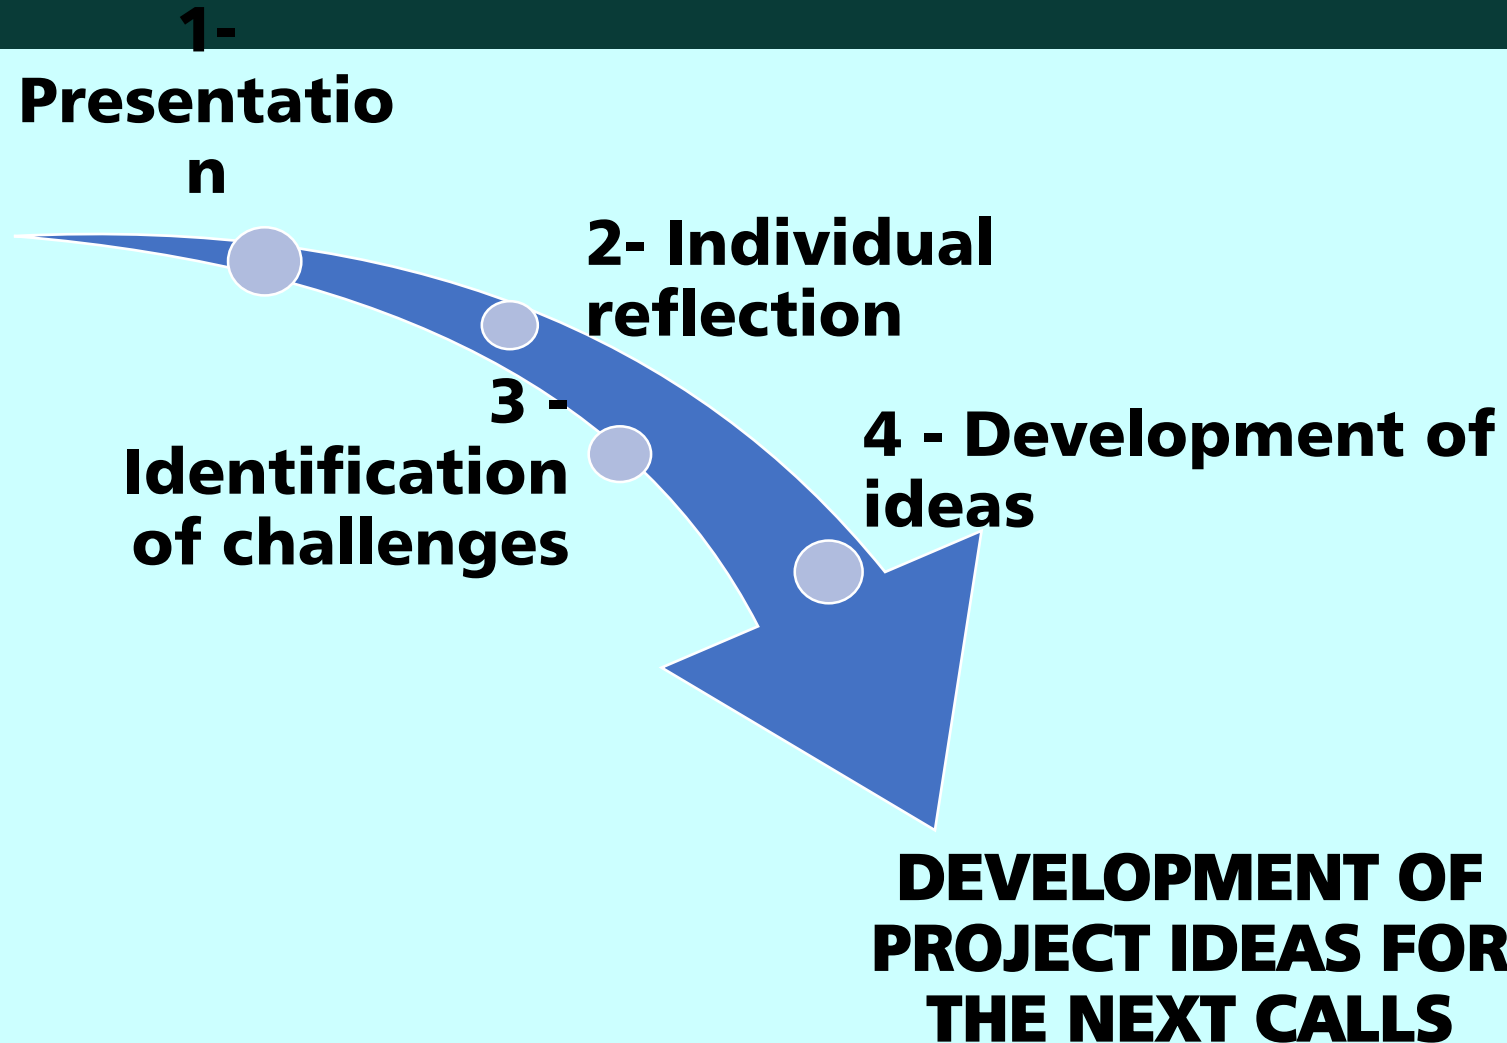 1-
Presentatio
n
2- Individual
reflection
3 -
Identification
of challenges
4 - Development of
ideas
DEVELOPMENT OF
PROJECT IDEAS FOR
THE NEXT CALLS